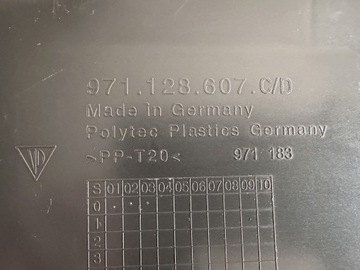 971.128.607.C/D
Made in Germany
Polytec Plastics Germany
>PP-T20<
971 183
S 01 02 03 04 05 06 07 08 09 10
0
1
2
3